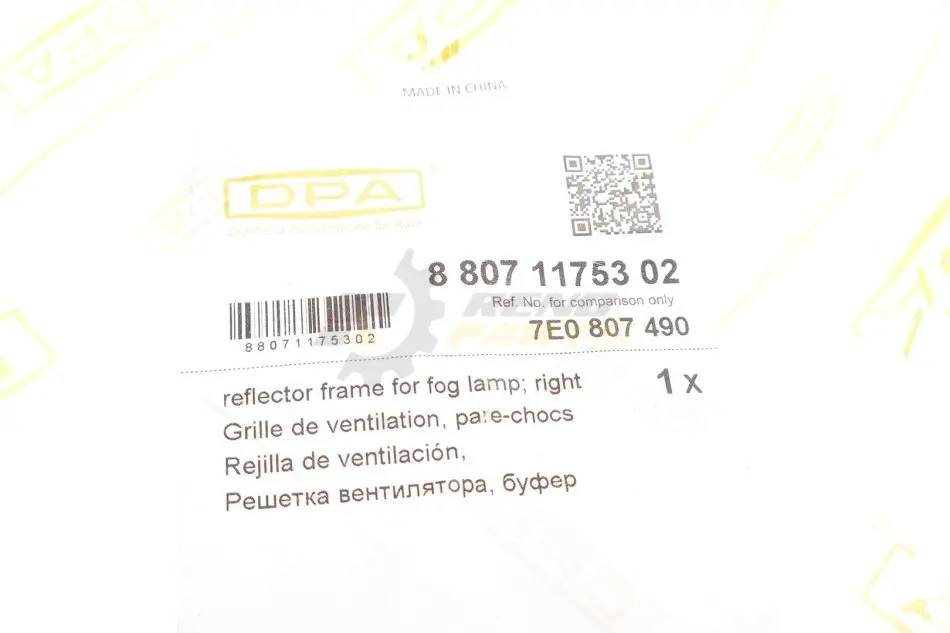 MADE IN CHINA
DPA
8 807 11753 02
Ref. No. for comparison only
7E0 807 490
88071175302
reflector frame for fog lamp; right 1 x
Grille de ventilation, pare-chocs
Rejilla de ventilación,
Решетка вентилятора, буфер